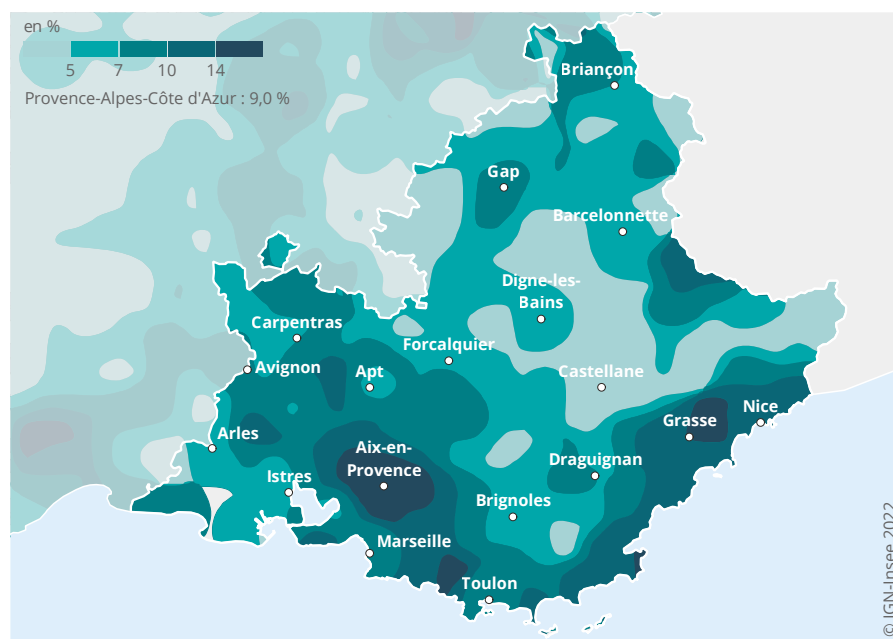 en %
5 7 10 14
Provence-Alpes-Côte d'Azur : 9,0 %
Briançon
Gap
Barcelonnette
Digne-les-
Bains
Carpentras
Forcalquier
Avignon
Apt
Castellane
Grasse
Nice
Arles
Aix-en-
Provence
Draguignan
Istres
Brignoles
Marseille
Toulon
© IGN-Insee 2022